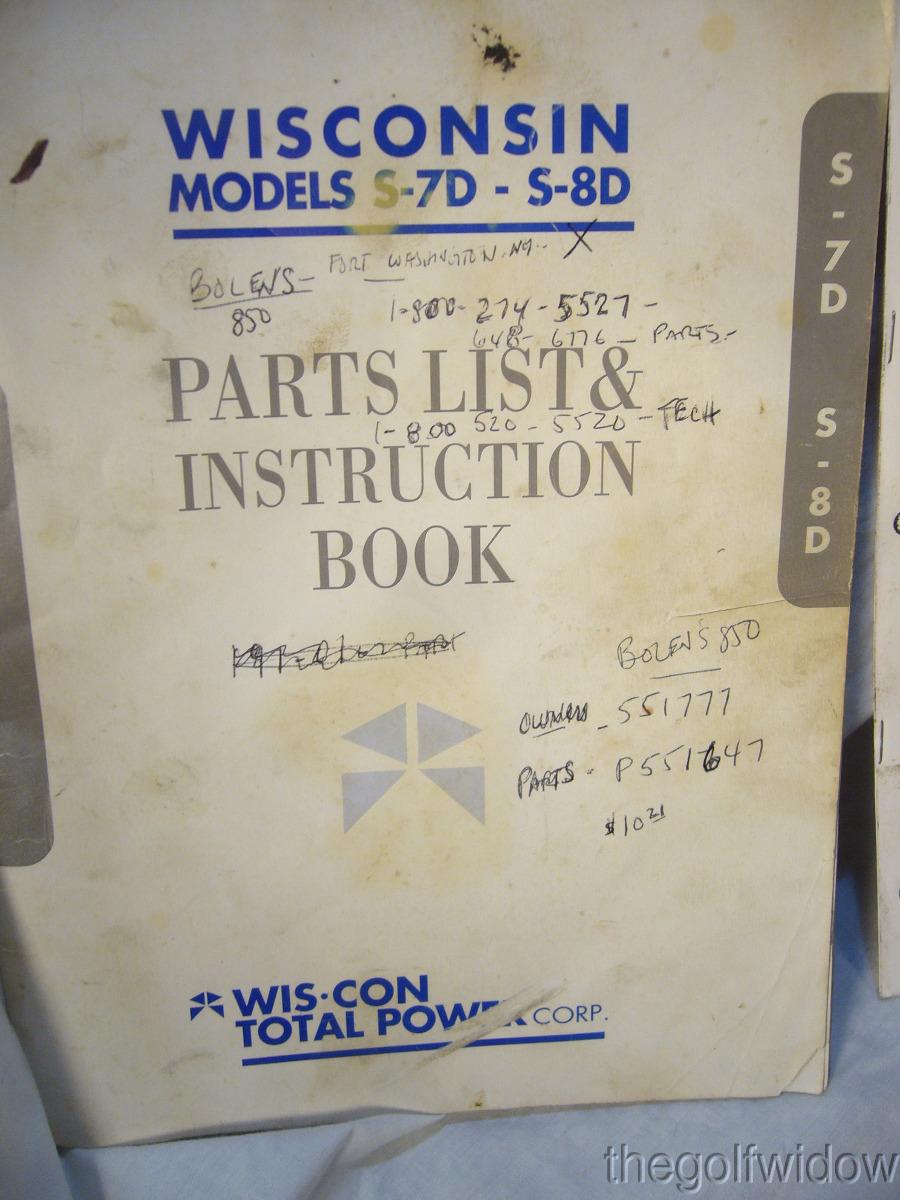 WISCONSIN
MODELS S-7D - S-8D
BOLENS - FORT WASHINGTON. NY. X
850
1-800-274-5527 -
648-6776 - PARTS.-
PARTS LIST &
1-800 520-5520 - TECH
INSTRUCTION
BOOK
BOLENS 850
OWNERS - 551777
PARTS - P551647
$10 21
WIS·CON
TOTAL POWER CORP.
S-7D S-8D
thegolfwidow